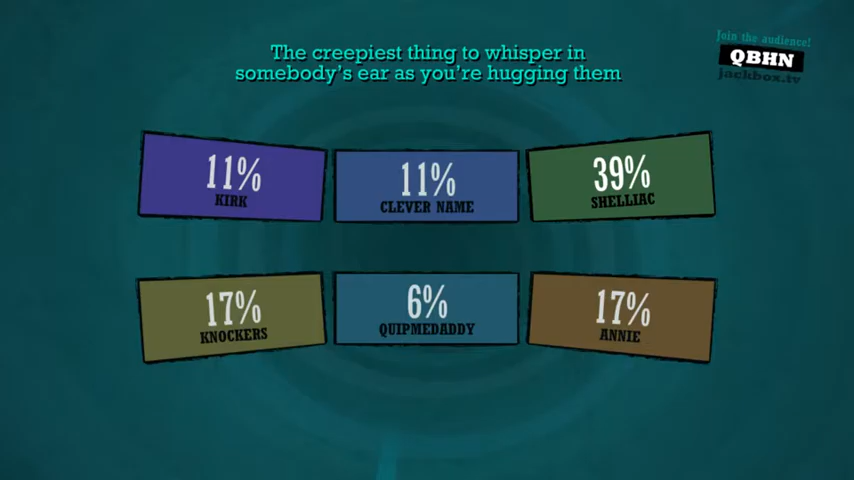 The creepiest thing to whisper in
somebody's ear as you're hugging them
Join the audience!
QBHN
jackbox.tv
11%
KIRK
11%
CLEVER NAME
39%
SHELLIAC
17%
KNOCKERS
6%
QUIPMEDADDY
17%
ANNIE